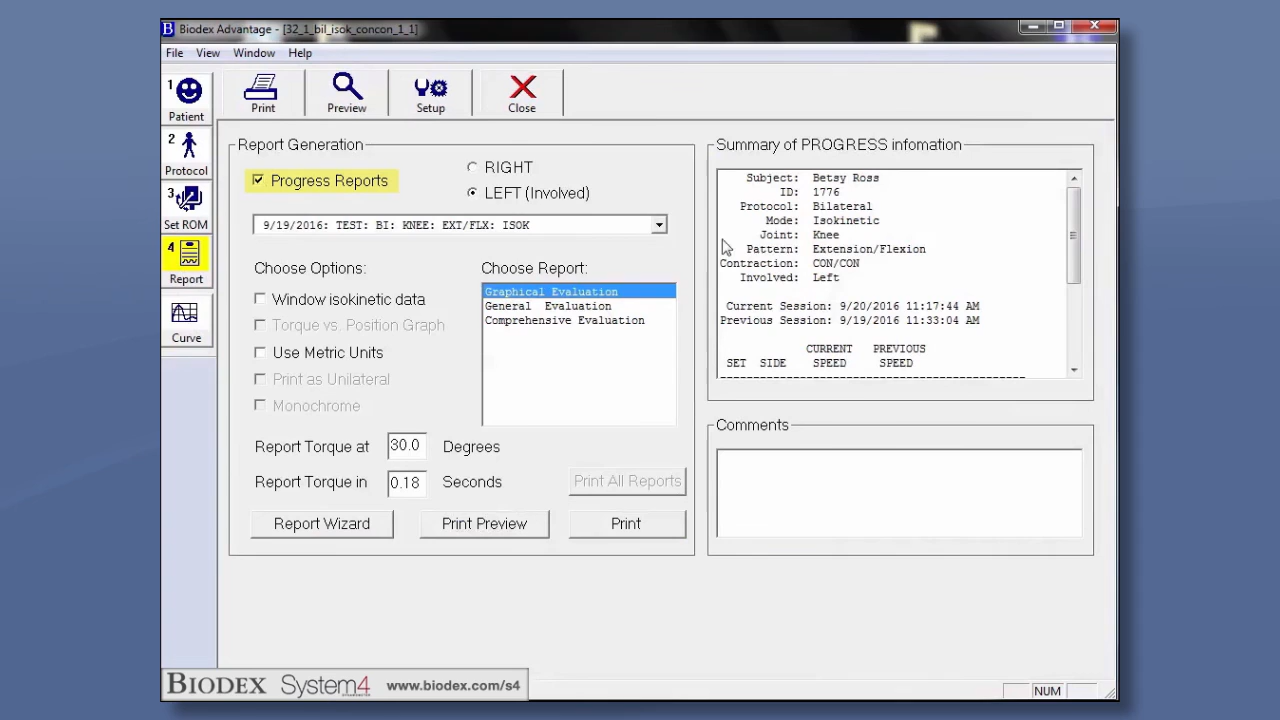 Biodex Advantage - [32_1_bil_isok_concon_1_1]
File View Window Help
1 Patient
2 Protocol
3 Set ROM
4 Report
Curve
Print Preview Setup Close
Report Generation
Progress Reports
RIGHT
LEFT (Involved)
9/19/2016: TEST: BI: KNEE: EXT/FLX: ISOK
Choose Options:
Window isokinetic data
Torque vs. Position Graph
Use Metric Units
Print as Unilateral
Monochrome
Choose Report:
Graphical Evaluation
General Evaluation
Comprehensive Evaluation
Report Torque at 30.0 Degrees
Report Torque in 0.18 Seconds
Print All Reports
Report Wizard Print Preview Print
Summary of PROGRESS infomation
Subject: Betsy Ross
ID: 1776
Protocol: Bilateral
Mode: Isokinetic
Joint: Knee
Pattern: Extension/Flexion
Contraction: CON/CON
Involved: Left
Current Session: 9/20/2016 11:17:44 AM
Previous Session: 9/19/2016 11:33:04 AM
CURRENT PREVIOUS
SET SIDE SPEED SPEED
Comments
BIODEX System4 www.biodex.com/s4
NUM